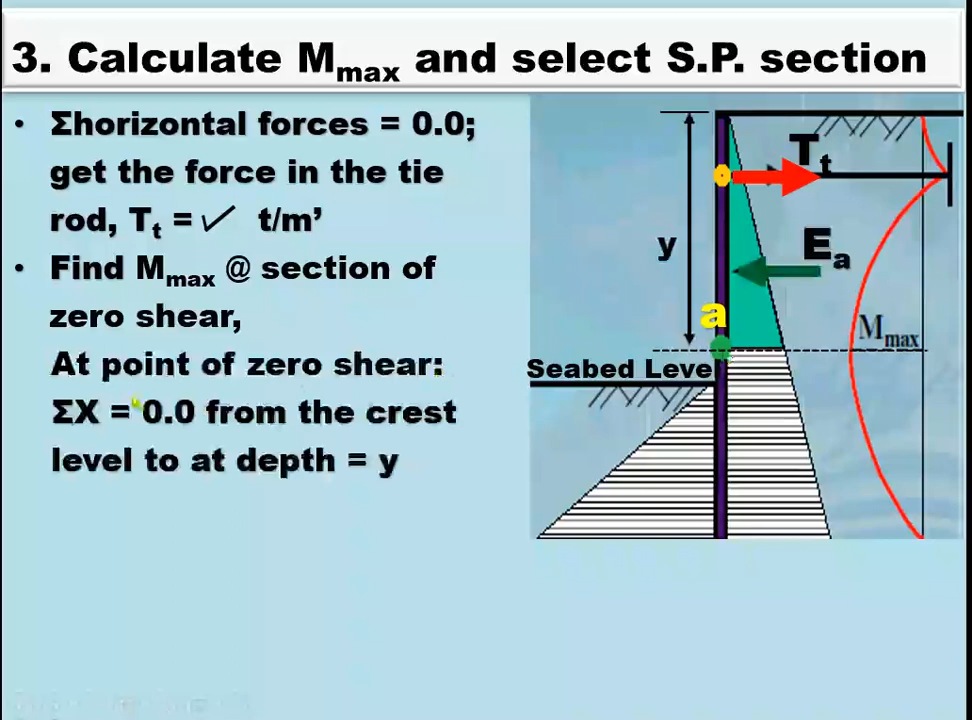 3. Calculate Mmax and select S.P. section
• Σhorizontal forces = 0.0;
get the force in the tie
rod, Tt = ✓ t/m’
• Find Mmax @ section of
zero shear,
At point of zero shear:
ΣX = 0.0 from the crest
level to at depth = y
Tt
y
Ea
a
Mmax
Seabed Level